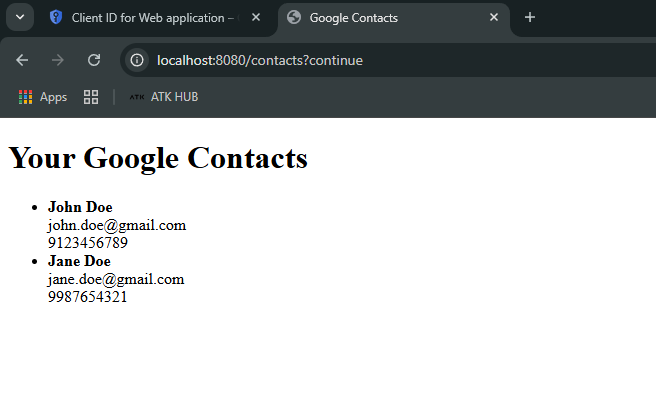 Client ID for Web application –
Google Contacts
localhost:8080/contacts?continue
Apps
ATK
ATK HUB
Your Google Contacts
John Doe
john.doe@gmail.com
9123456789
Jane Doe
jane.doe@gmail.com
9987654321